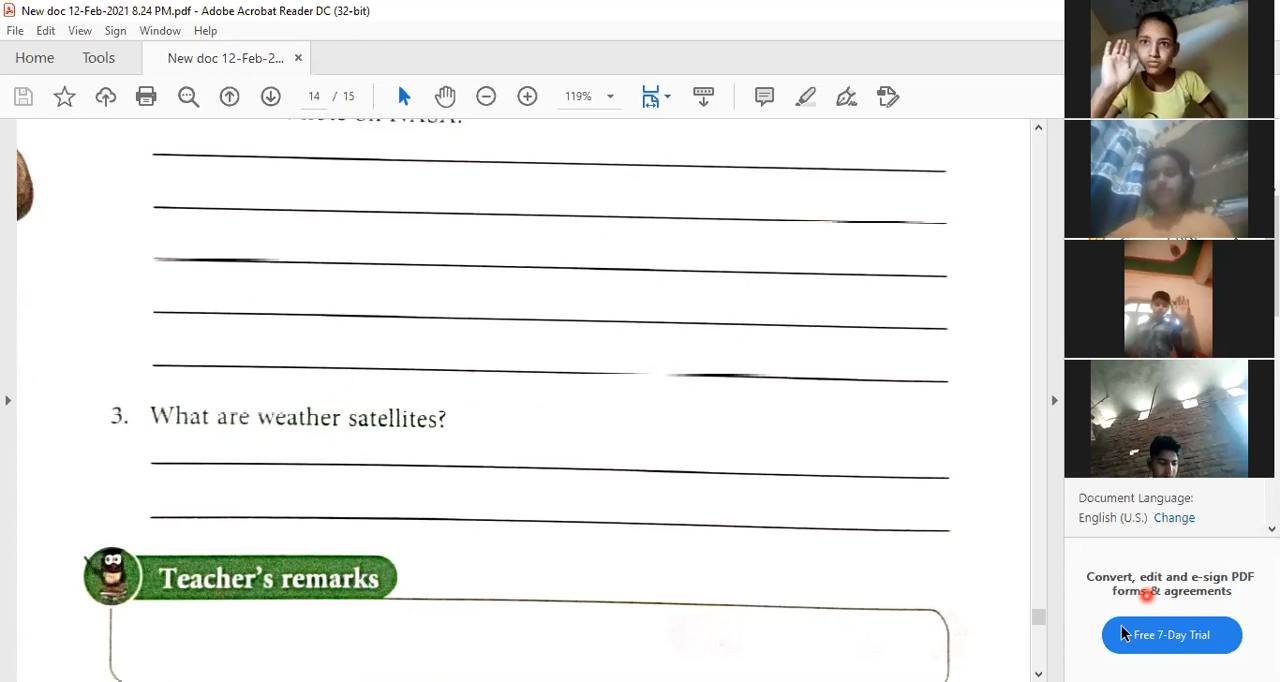 New doc 12-Feb-2021 8.24 PM.pdf - Adobe Acrobat Reader DC (32-bit)
File Edit View Sign Window Help
Home Tools New doc 12-Feb-2... ×
14 / 15 119%
on NASA.
3. What are weather satellites?
Teacher's remarks
Document Language:
English (U.S.) Change
Convert, edit and e-sign PDF
forms & agreements
Free 7-Day Trial